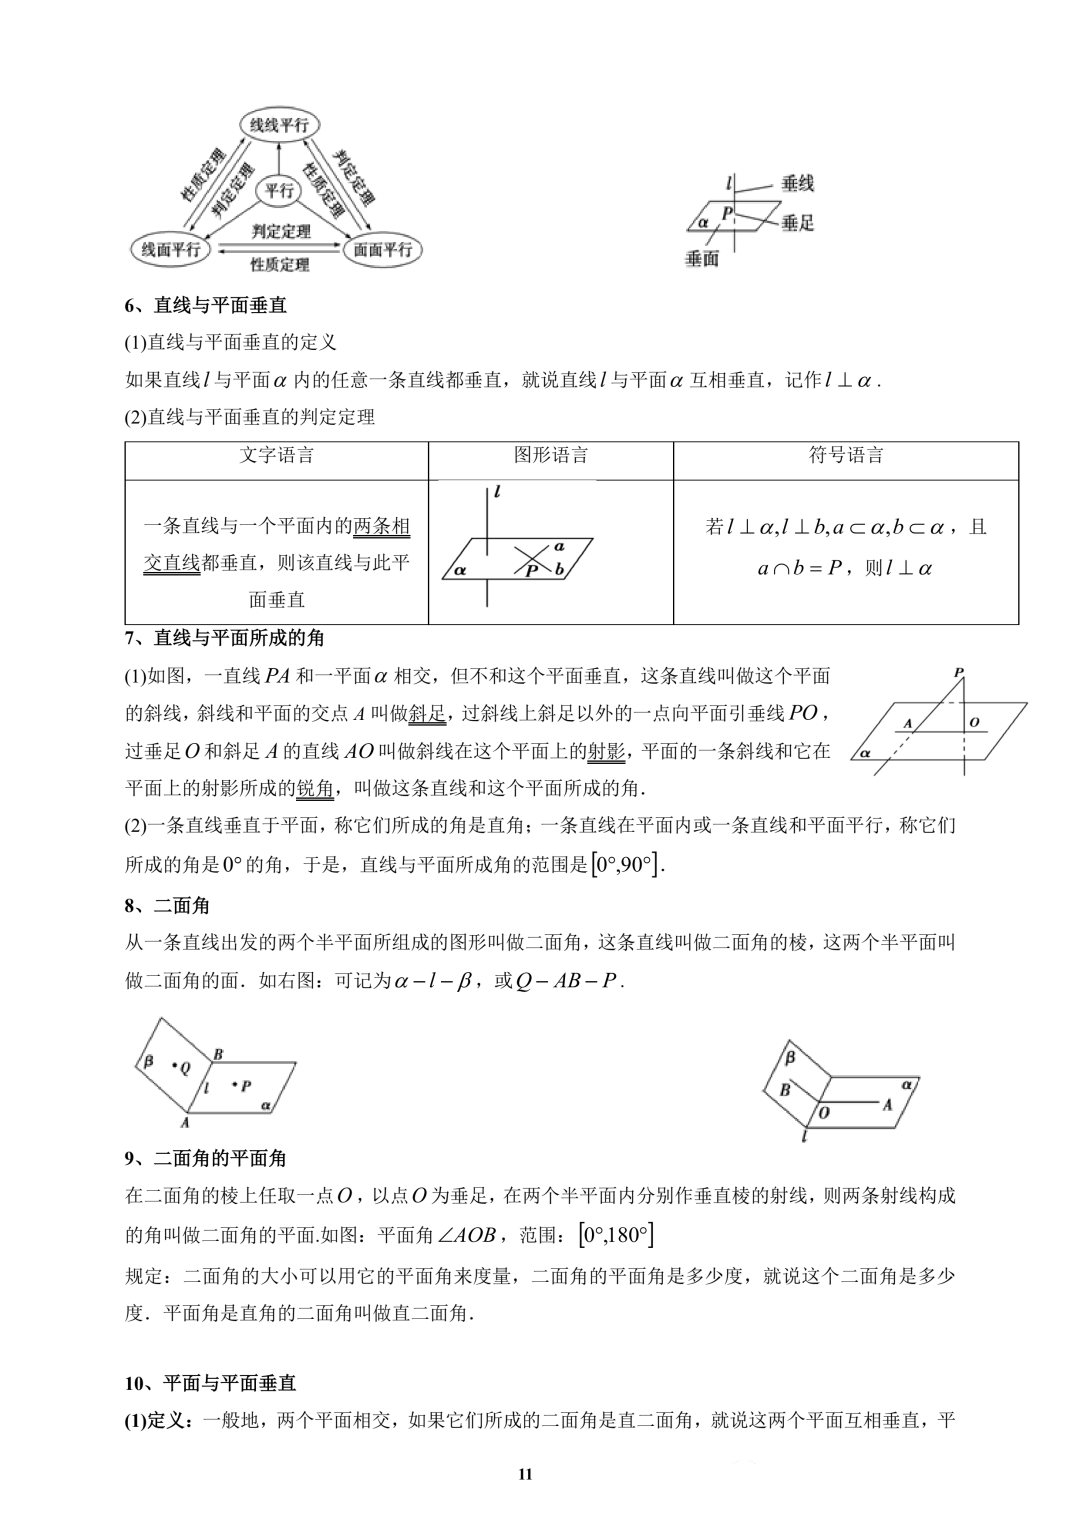 线线平行
性质定理
判定定理
平行
性质定理
判定定理
线面平行
判定定理
性质定理
面面平行
l
垂线
α
P
垂足
垂面
6、直线与平面垂直
(1)直线与平面垂直的定义
如果直线l与平面α内的任意一条直线都垂直，就说直线l与平面α互相垂直，记作l⊥α.
(2)直线与平面垂直的判定定理
文字语言 图形语言 符号语言
一条直线与一个平面内的两条相
交直线都垂直，则该直线与此平
面垂直
l
a
α
P
b
若l⊥α,l⊥b,a⊂α,b⊂α，且
a∩b=P，则l⊥α
7、直线与平面所成的角
(1)如图，一直线PA和一平面α相交，但不和这个平面垂直，这条直线叫做这个平面
的斜线，斜线和平面的交点A叫做斜足，过斜线上斜足以外的一点向平面引垂线PO，
过垂足O和斜足A的直线AO叫做斜线在这个平面上的射影，平面的一条斜线和它在
平面上的射影所成的锐角，叫做这条直线和这个平面所成的角．
P
A
O
α
(2)一条直线垂直于平面，称它们所成的角是直角；一条直线在平面内或一条直线和平面平行，称它们
所成的角是0°的角，于是，直线与平面所成角的范围是[0°,90°]．
8、二面角
从一条直线出发的两个半平面所组成的图形叫做二面角，这条直线叫做二面角的棱，这两个半平面叫
做二面角的面．如右图：可记为α−l−β，或Q−AB−P．
β
Q
B
l
P
α
A
β
B
α
A
O
l
9、二面角的平面角
在二面角的棱上任取一点O，以点O为垂足，在两个半平面内分别作垂直棱的射线，则两条射线构成
的角叫做二面角的平面.如图：平面角∠AOB，范围：[0°,180°]
规定：二面角的大小可以用它的平面角来度量，二面角的平面角是多少度，就说这个二面角是多少
度．平面角是直角的二面角叫做直二面角．
10、平面与平面垂直
(1)定义：一般地，两个平面相交，如果它们所成的二面角是直二面角，就说这两个平面互相垂直，平
11